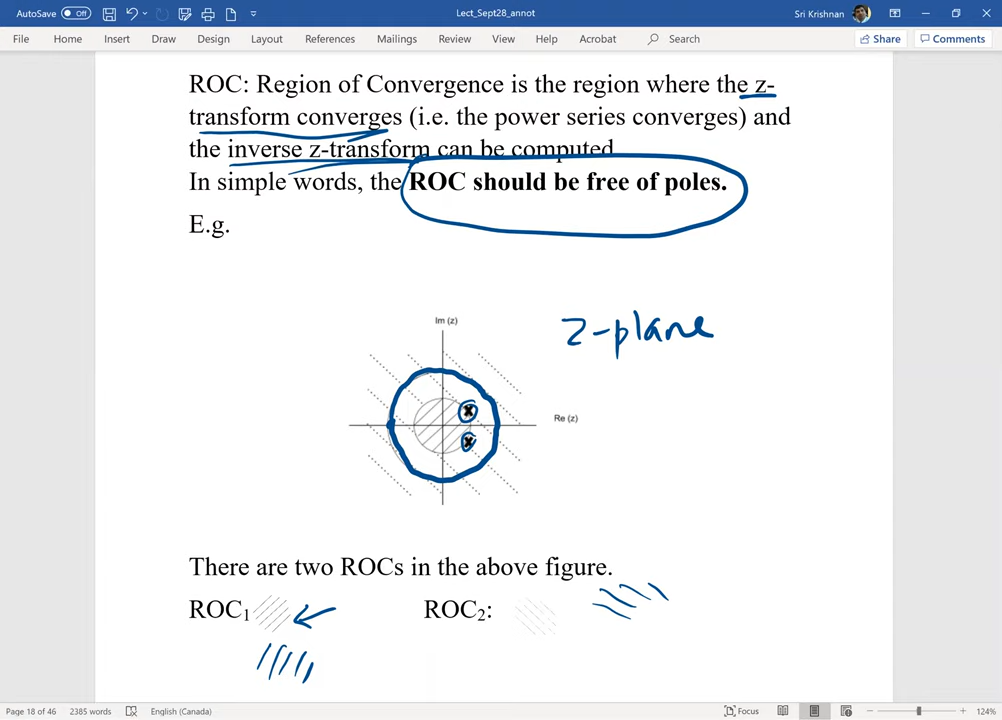 AutoSave Off Lect_Sept28_annot Sri Krishnan
File Home Insert Draw Design Layout References Mailings Review View Help Acrobat Search Share Comments
ROC: Region of Convergence is the region where the z-
transform converges (i.e. the power series converges) and
the inverse z-transform can be computed
In simple words, the ROC should be free of poles.
E.g.
Im (z)
z-plane
Re (z)
There are two ROCs in the above figure.
ROC1 ROC2:
Page 18 of 46 2385 words English (Canada) Focus 124%